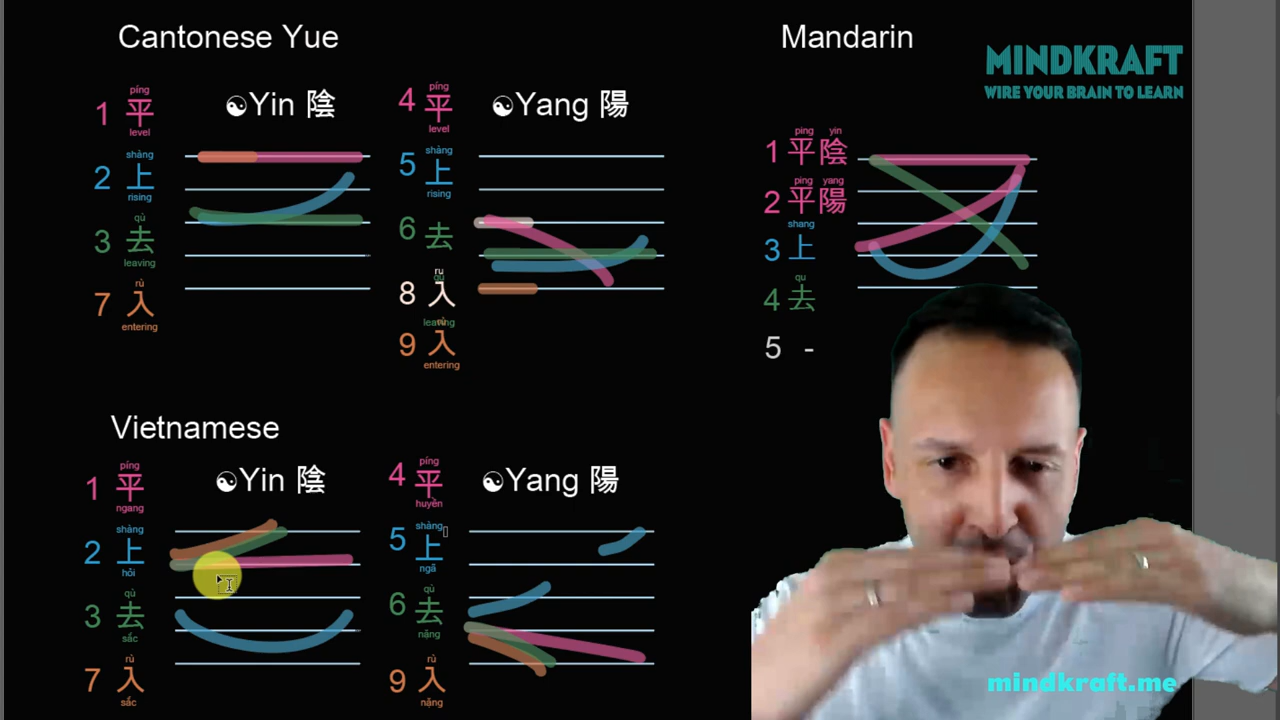 Cantonese Yue
☯Yin 陰
1 平
píng
level
2 上
shàng
rising
3 去
qù
leaving
7 入
rù
entering
☯Yang 陽
4 平
píng
level
5 上
shàng
rising
6 去
8 入
ru
leaving
9 入
entering
Mandarin
MINDKRAFT
WIRE YOUR BRAIN TO LEARN
ping yin
1 平陰
ping yang
2 平陽
shang
3 上
qu
4 去
5 -
Vietnamese
☯Yin 陰
1 平
píng
ngang
2 上
shàng
hỏi
3 去
qù
sắc
7 入
rù
sắc
☯Yang 陽
4 平
píng
huyền
5 上
shàng
ngã
6 去
qù
nặng
9 入
rù
nặng
mindkraft.me